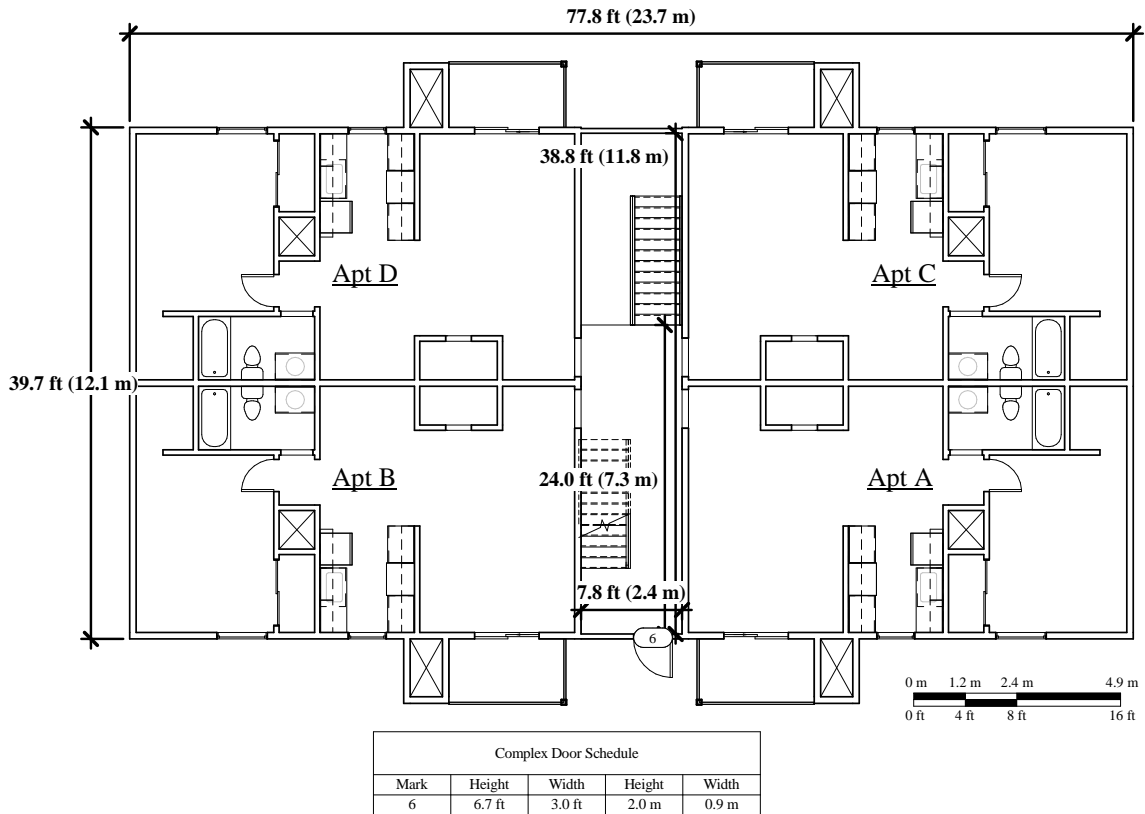 77.8 ft (23.7 m)
38.8 ft (11.8 m)
Apt D
Apt C
39.7 ft (12.1 m)
Apt B
24.0 ft (7.3 m)
Apt A
7.8 ft (2.4 m)
6
0 m 1.2 m 2.4 m 4.9 m
0 ft 4 ft 8 ft 16 ft
Complex Door Schedule
Mark Height Width Height Width
6 6.7 ft 3.0 ft 2.0 m 0.9 m